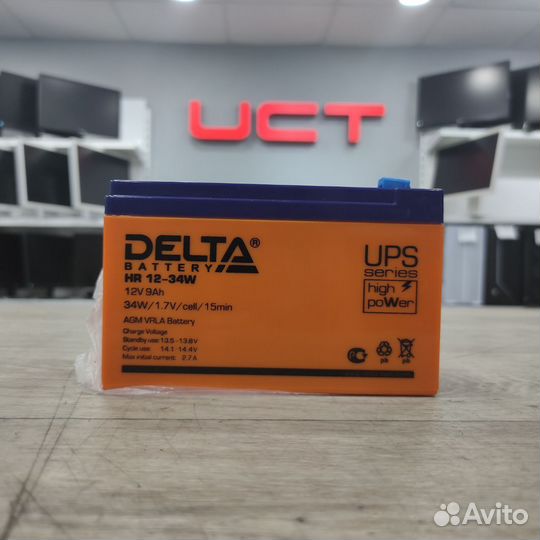 UCT
DELTA®
BATTERY
HR 12-34W
12V 9Ah
34W/1.7V/cell/15min
AGM VRLA Battery
Charge Voltage
Standby use: 13.5 - 13.8V
Cycle use: 14.1 - 14.4V
Max initial current: 2.7A
UPS
series
high
poWer
pb
pb
Avito